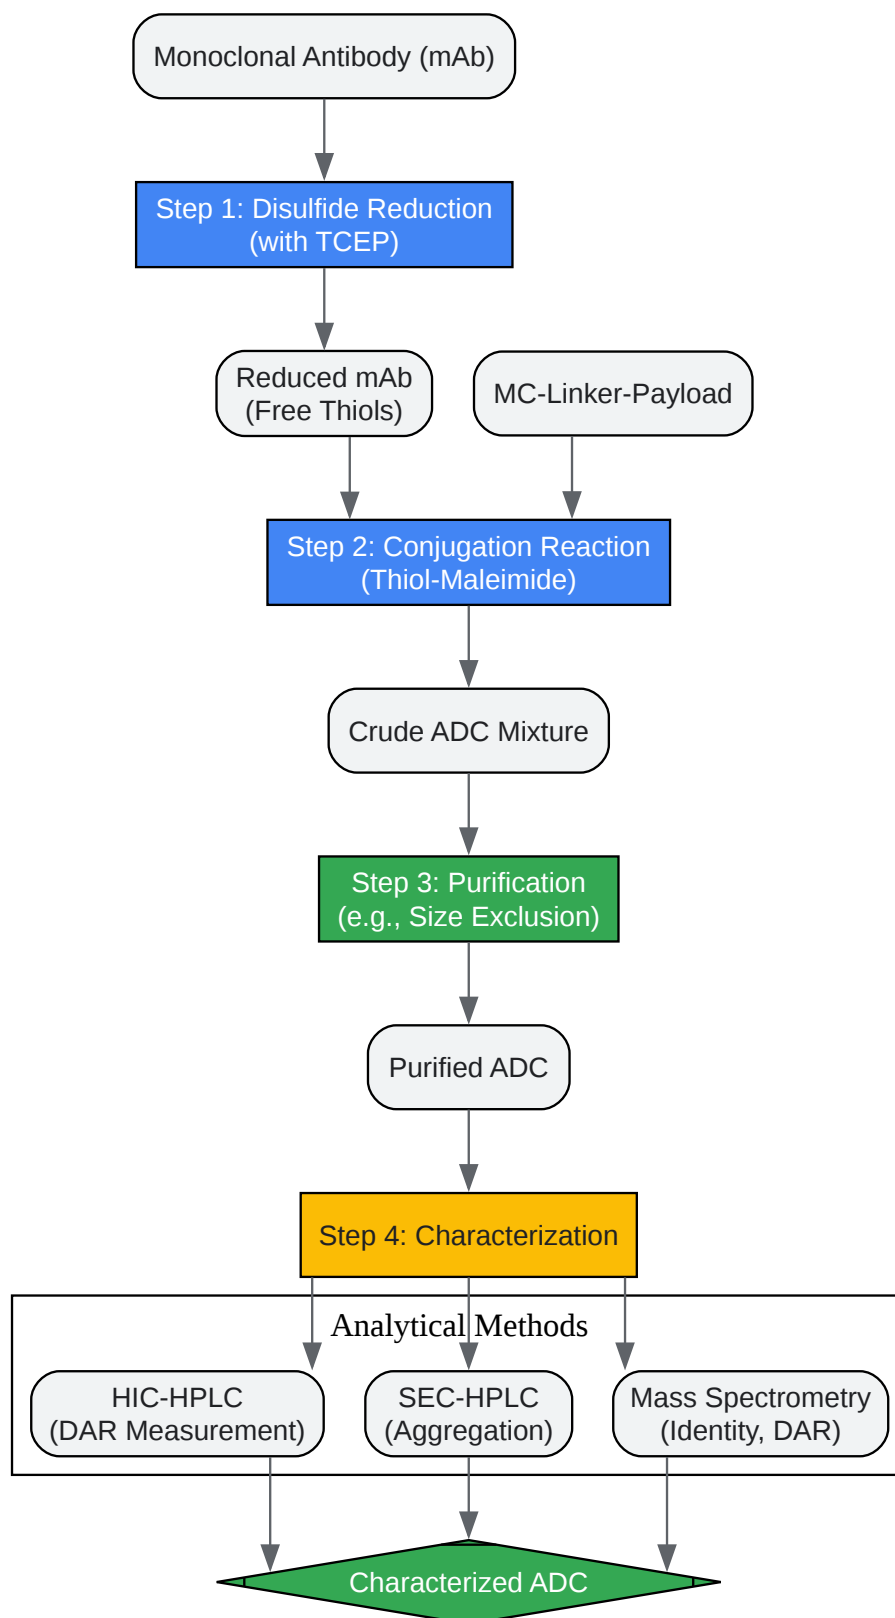 Monoclonal Antibody (mAb)
Step 1: Disulfide Reduction
(with TCEP)
Reduced mAb
(Free Thiols)
MC-Linker-Payload
Step 2: Conjugation Reaction
(Thiol-Maleimide)
Crude ADC Mixture
Step 3: Purification
(e.g., Size Exclusion)
Purified ADC
Step 4: Characterization
Analytical Methods
HIC-HPLC
(DAR Measurement)
SEC-HPLC
(Aggregation)
Mass Spectrometry
(Identity, DAR)
Characterized ADC